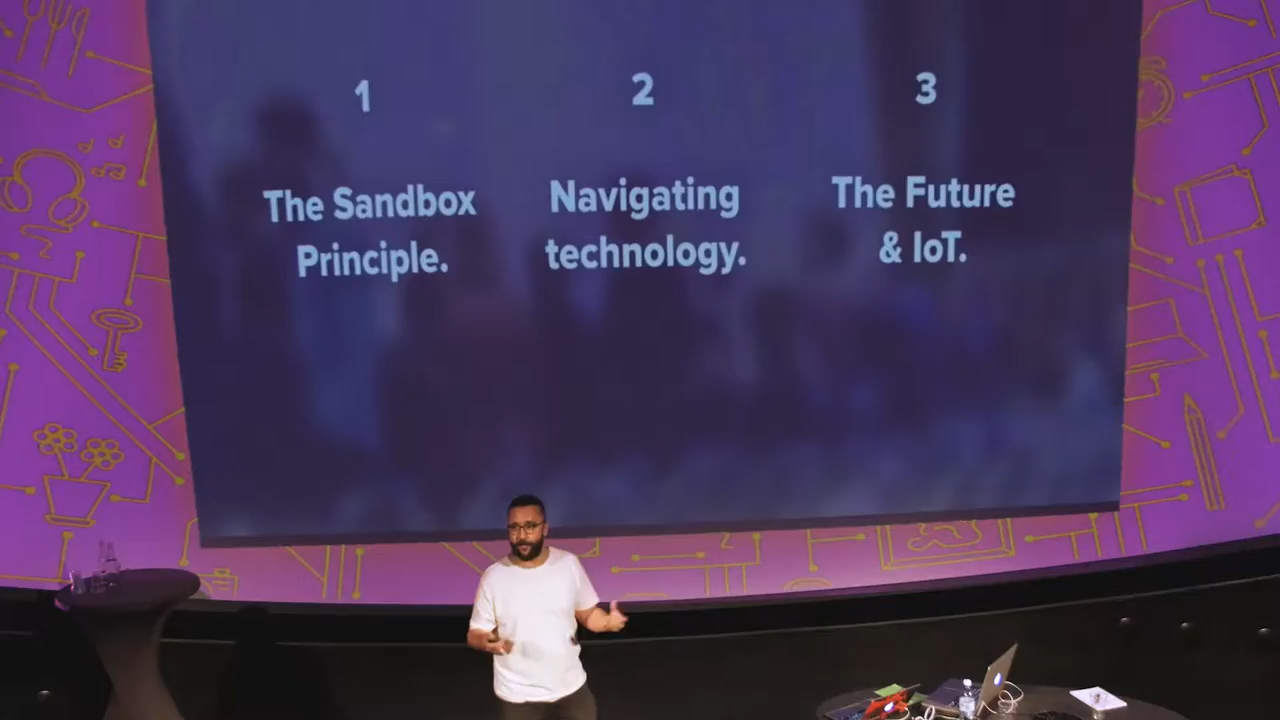 1
The Sandbox
Principle.
2
Navigating
technology.
3
The Future
& IoT.